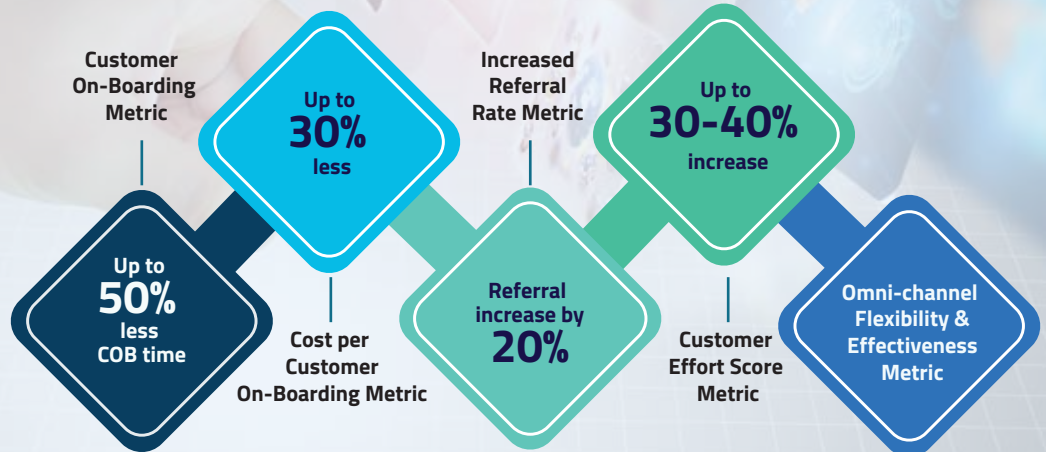 Customer
On-Boarding
Metric
Up to
50%
less
COB time
Up to
30%
less
Cost per
Customer
On-Boarding Metric
Increased
Referral
Rate Metric
Referral
increase by
20%
Up to
30-40%
increase
Customer
Effort Score
Metric
Omni-channel
Flexibility &
Effectiveness
Metric